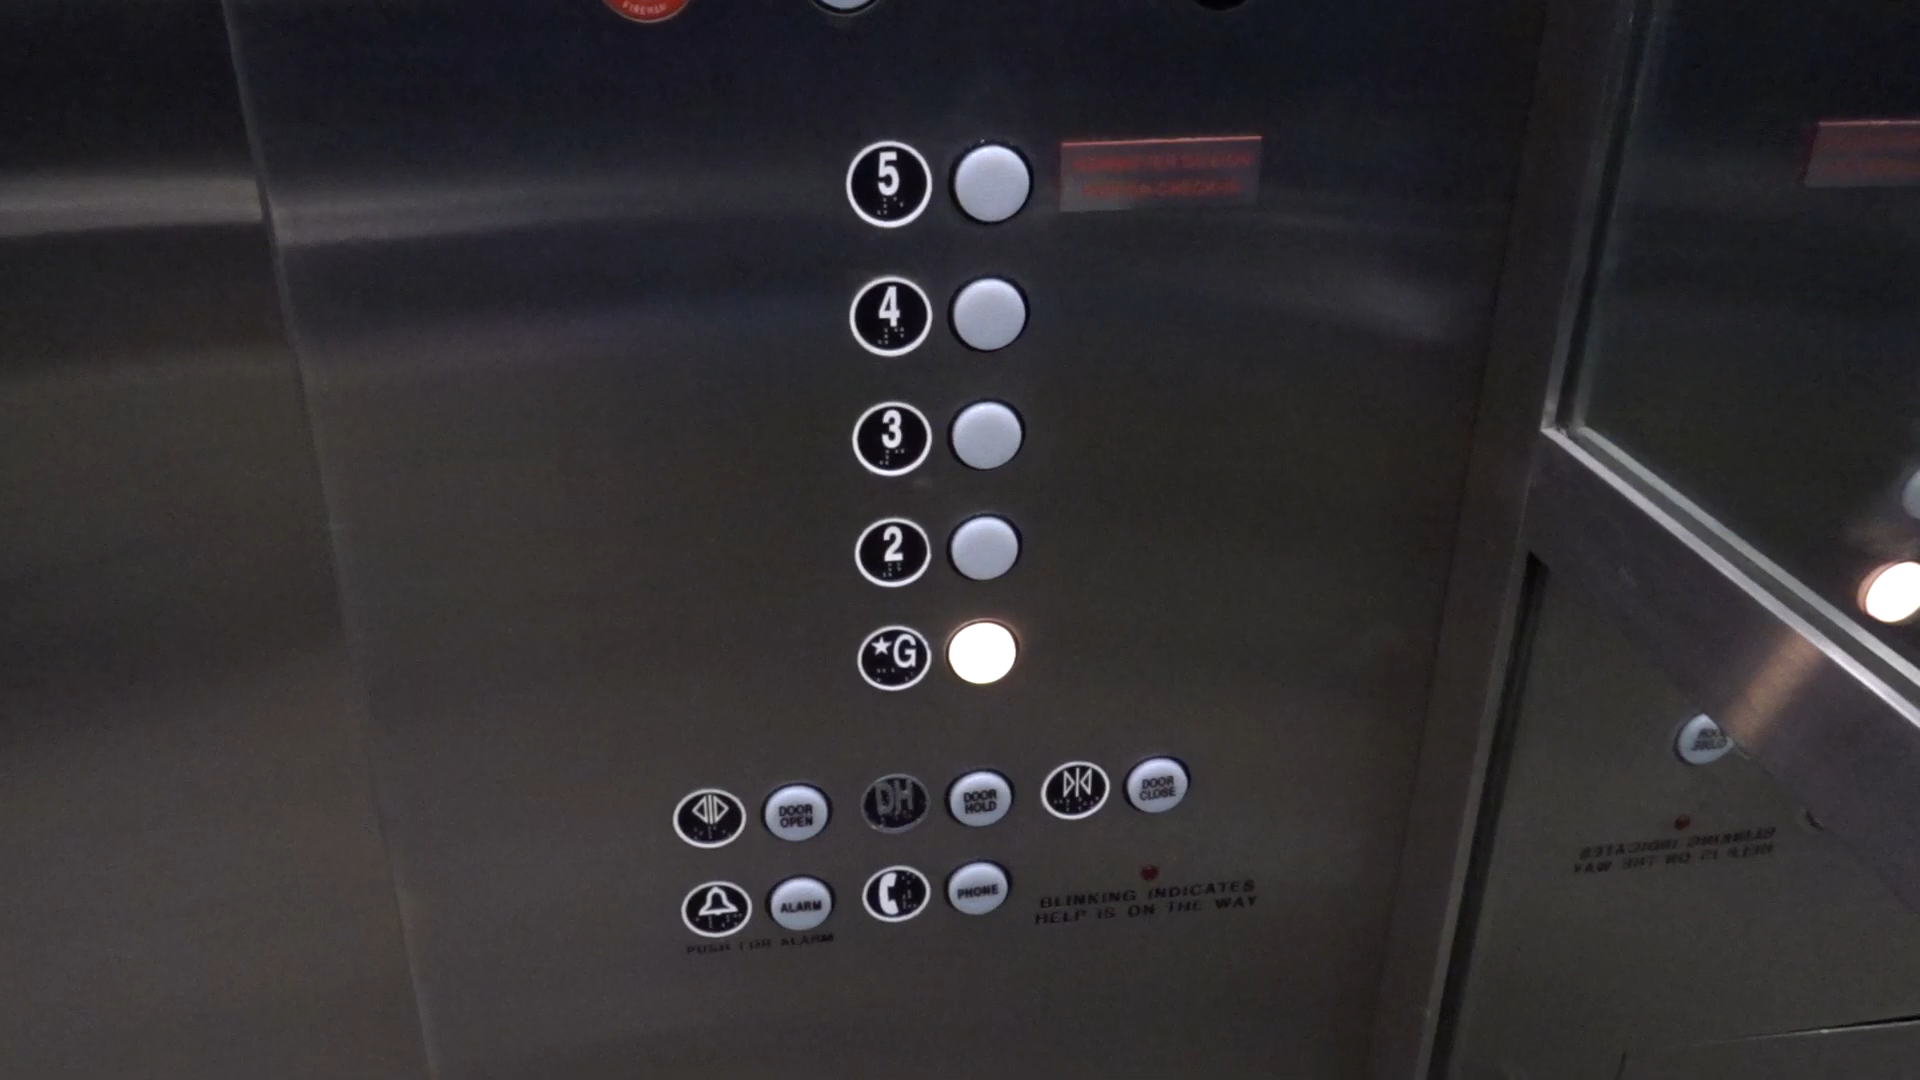 FIREMAN
5
4
3
2
★G
DOOR OPEN
DH
DOOR HOLD
DOOR CLOSE
ALARM
PHONE
PUSH FOR ALARM
BLINKING INDICATES
HELP IS ON THE WAY